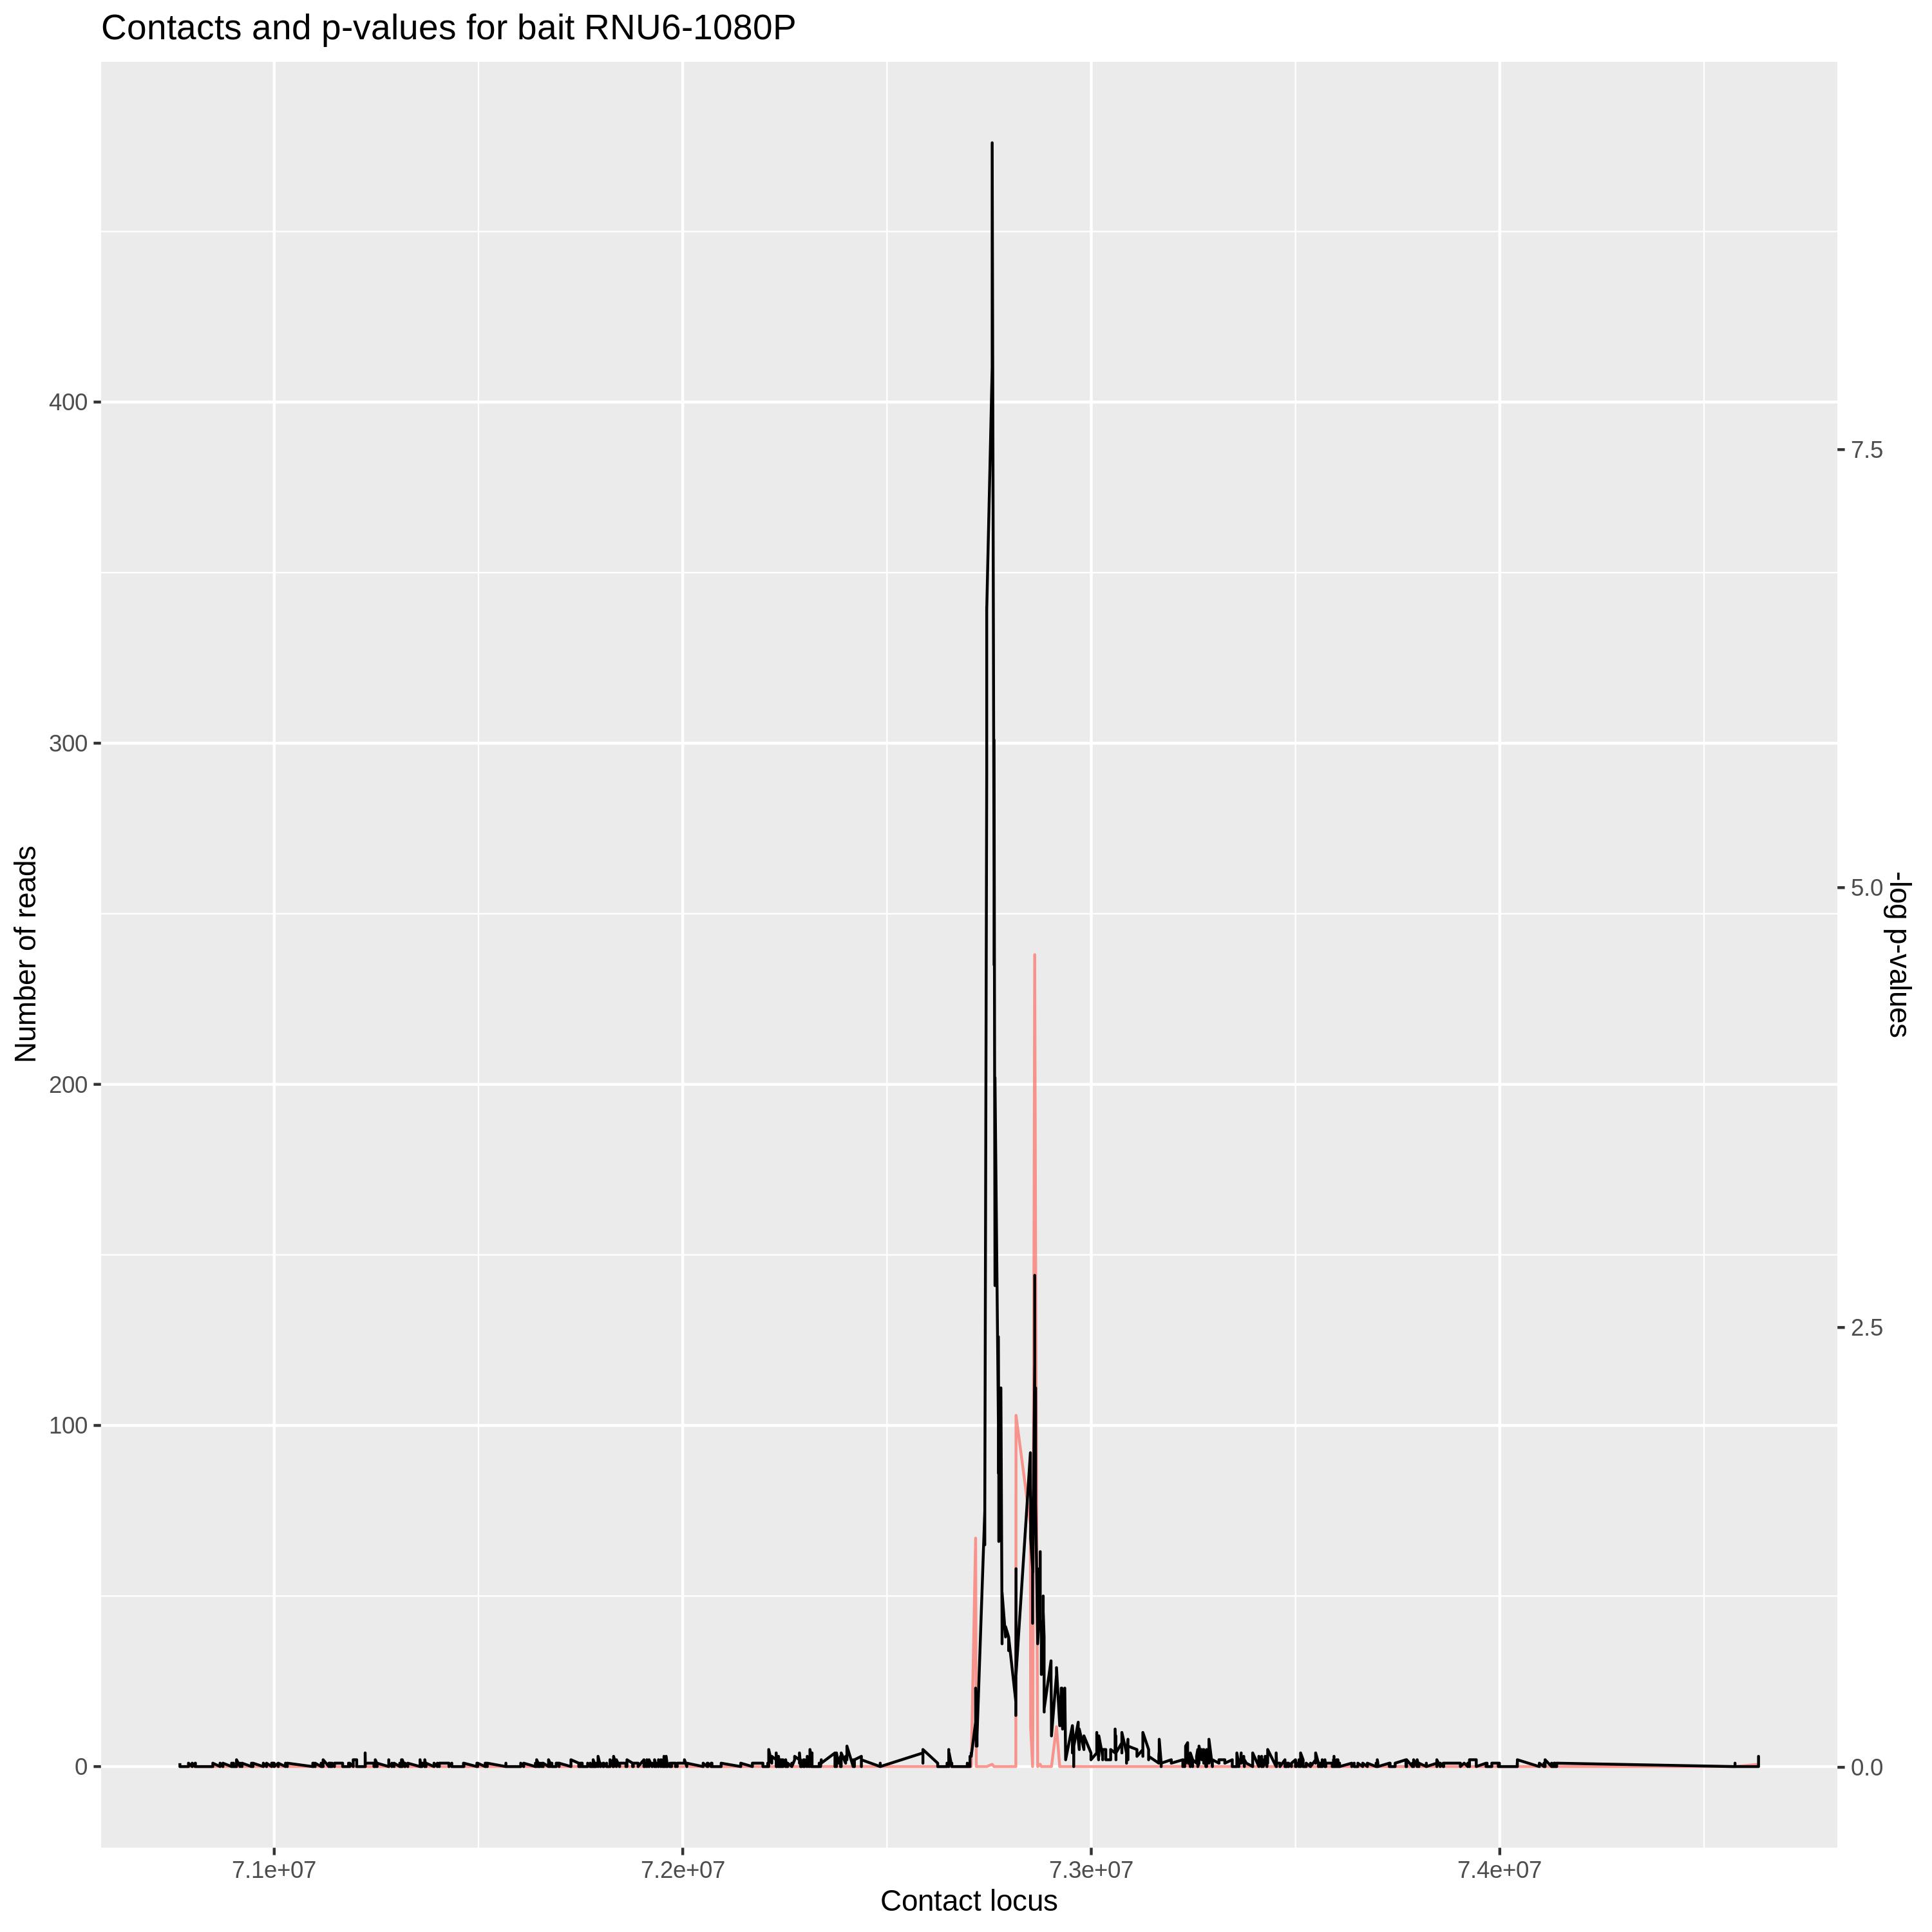 Contacts and p-values for bait RNU6-1080P
400
300
200
100
0
Number of reads
7.5
5.0
2.5
0.0
-log p-values
7.1e+07
7.2e+07
7.3e+07
7.4e+07
Contact locus